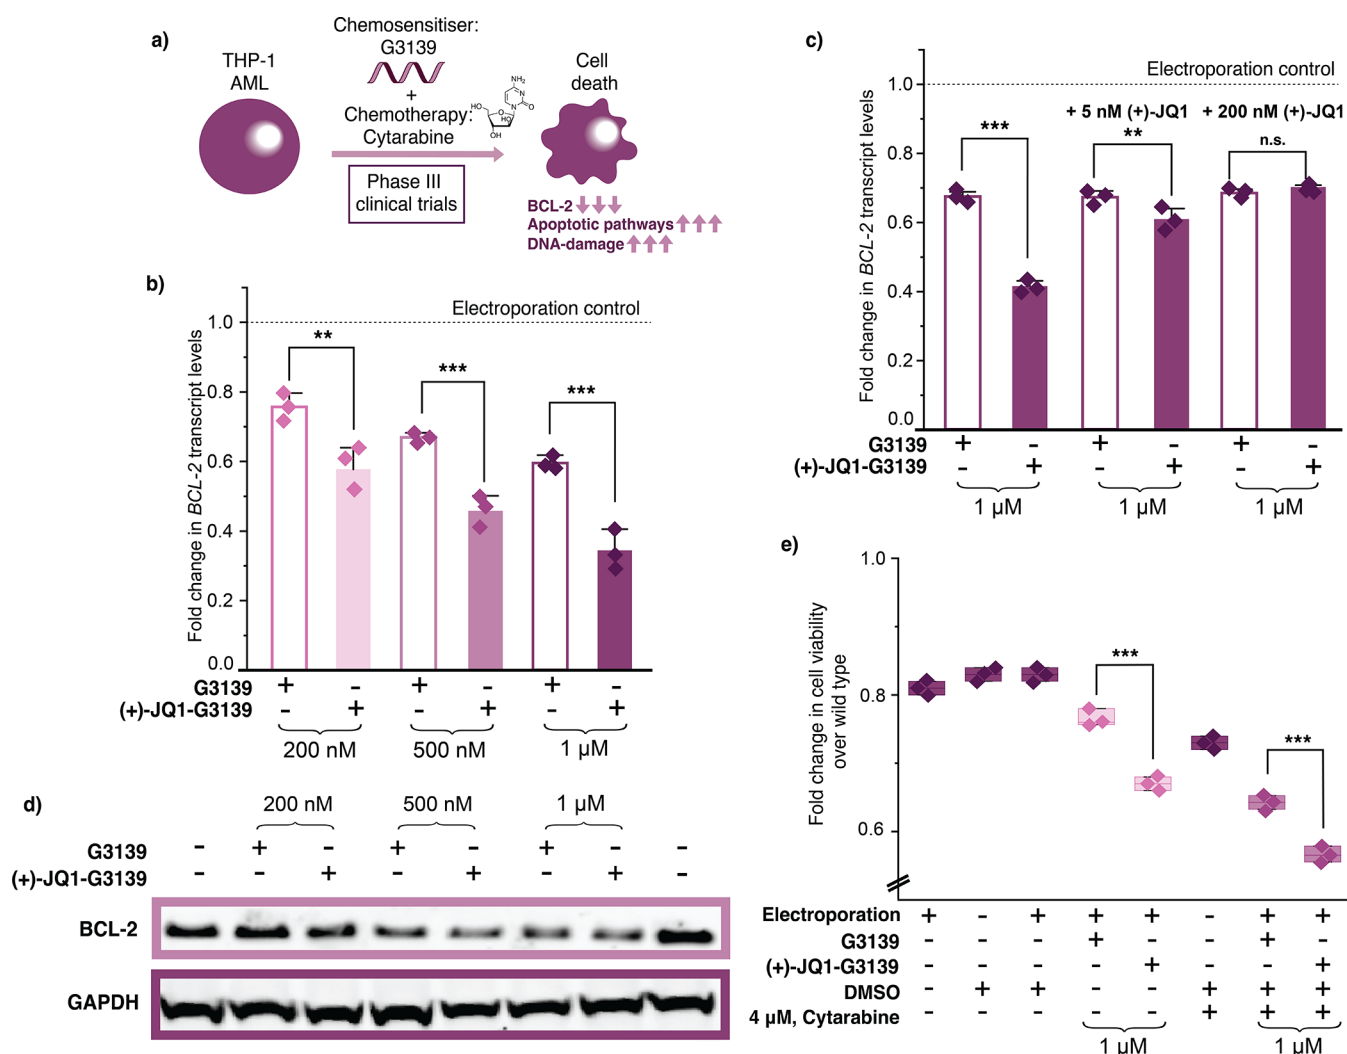 a)
Chemosensitiser:
G3139
+
Chemotherapy:
Cytarabine
THP-1
AML
Phase III
clinical trials
NH2
N
N
O
HO
O
HO
OH
Cell
death
BCL-2
Apoptotic pathways
DNA-damage
b)
Fold change in BCL-2 transcript levels
1.0
0.8
0.6
0.4
0.2
0.0
Electroporation control
** *** ***
G3139 + - + - + -
(+)-JQ1-G3139 - + - + - +
200 nM 500 nM 1 µM
c)
Fold change in BCL-2 transcript levels
1.0
0.8
0.6
0.4
0.2
0.0
Electroporation control
+ 5 nM (+)-JQ1 + 200 nM (+)-JQ1
*** ** n.s.
G3139 + - + - + -
(+)-JQ1-G3139 - + - + - +
1 µM 1 µM 1 µM
d)
200 nM 500 nM 1 µM
G3139 - + - + - + - -
(+)-JQ1-G3139 - - + - + - + -
BCL-2
GAPDH
e)
Fold change in cell viability
over wild type
1.0
0.8
0.6
*** ***
Electroporation + - + + + - + +
G3139 - - - + - - + -
(+)-JQ1-G3139 - - - - + - - +
DMSO - + + - - + + +
4 µM, Cytarabine - - - - - + + +
1 µM 1 µM